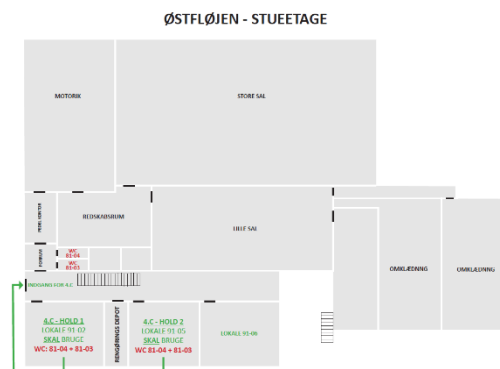 ØSTFLØJEN - STUEETAGE
MOTORIK
STORE SAL
REDSKABSRUM
LILLE SAL
WC
81-04
WC
81-03
OMKLÆDNING
OMKLÆDNING
INDGANG FOR 4.C
4.C - HOLD 1
LOKALE 91-02
SKAL BRUGE
WC: 81-04 + 81-03
RENGØRINGS DEPOT
4.C - HOLD 2
LOKALE 91-05
SKAL BRUGE
WC 81-04 + 81-03
LOKALE 91-06